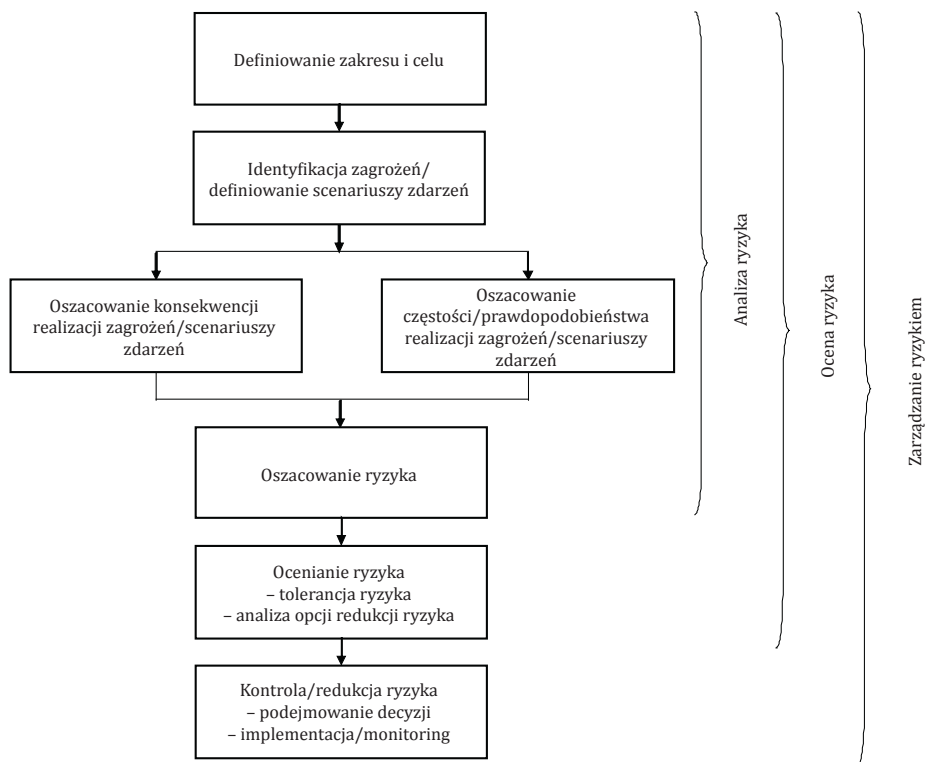 Definiowanie zakresu i celu
Identyfikacja zagrożeń/
definiowanie scenariuszy zdarzeń
Oszacowanie konsekwencji
realizacji zagrożeń/scenariuszy
zdarzeń
Oszacowanie
częstości/prawdopodobieństwa
realizacji zagrożeń/scenariuszy
zdarzeń
Oszacowanie ryzyka
Ocenianie ryzyka
– tolerancja ryzyka
– analiza opcji redukcji ryzyka
Kontrola/redukcja ryzyka
– podejmowanie decyzji
– implementacja/monitoring
Analiza ryzyka
Ocena ryzyka
Zarządzanie ryzykiem